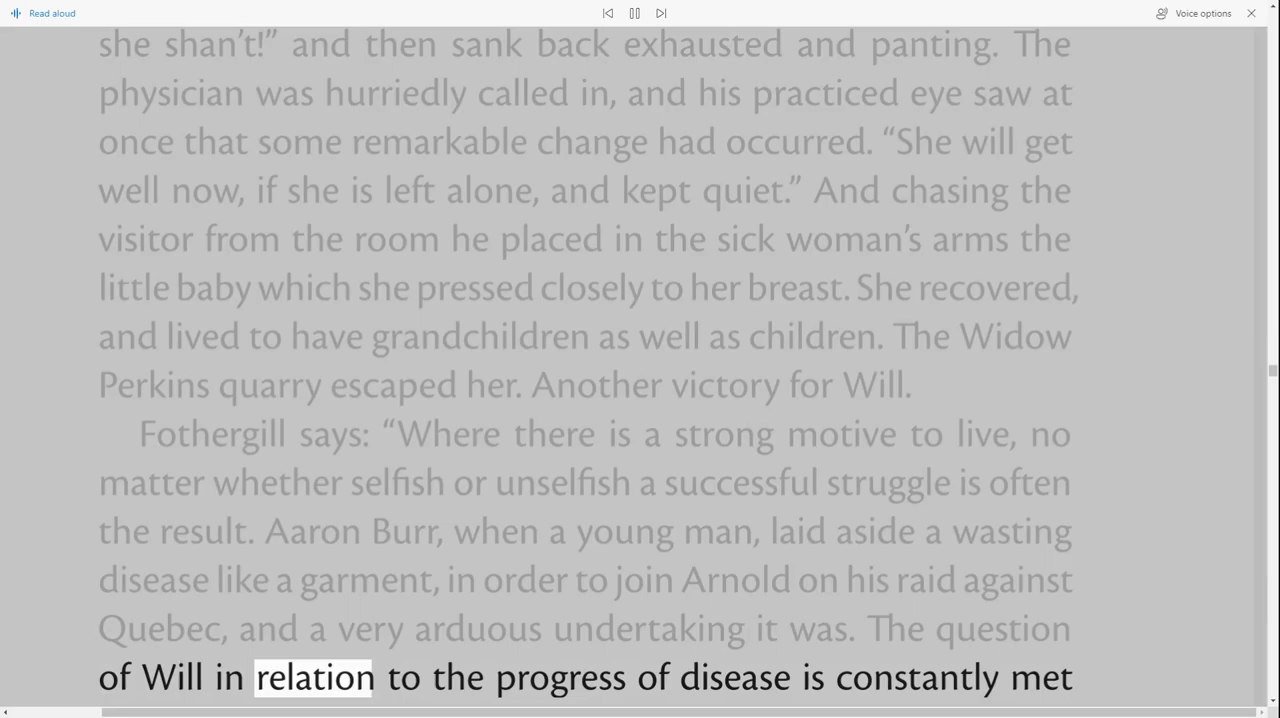 Read aloud
Voice options
she shan’t!” and then sank back exhausted and panting. The
physician was hurriedly called in, and his practiced eye saw at
once that some remarkable change had occurred. “She will get
well now, if she is left alone, and kept quiet.” And chasing the
visitor from the room he placed in the sick woman’s arms the
little baby which she pressed closely to her breast. She recovered,
and lived to have grandchildren as well as children. The Widow
Perkins quarry escaped her. Another victory for Will.
Fothergill says: “Where there is a strong motive to live, no
matter whether selfish or unselfish a successful struggle is often
the result. Aaron Burr, when a young man, laid aside a wasting
disease like a garment, in order to join Arnold on his raid against
Quebec, and a very arduous undertaking it was. The question
of Will in relation to the progress of disease is constantly met